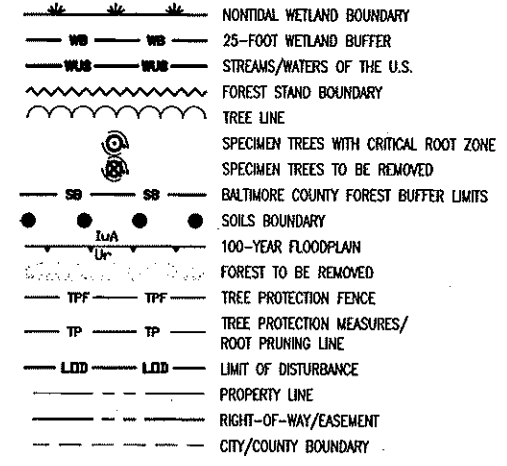 NONTIDAL WETLAND BOUNDARY
WB WB 25-FOOT WETLAND BUFFER
WUS WUS STREAMS/WATERS OF THE U.S.
FOREST STAND BOUNDARY
TREE LINE
SPECIMEN TREES WITH CRITICAL ROOT ZONE
SPECIMEN TREES TO BE REMOVED
SB SB BALTIMORE COUNTY FOREST BUFFER LIMITS
SOILS BOUNDARY
IuA
Ur
100-YEAR FLOODPLAIN
FOREST TO BE REMOVED
TPF TPF TREE PROTECTION FENCE
TP TP TREE PROTECTION MEASURES/
ROOT PRUNING LINE
LOD LOD LIMIT OF DISTURBANCE
PROPERTY LINE
RIGHT-OF-WAY/EASEMENT
CITY/COUNTY BOUNDARY